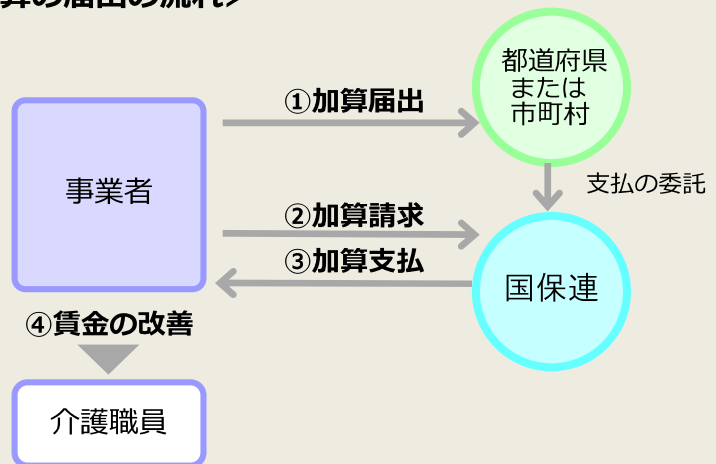 算の届出の流れ>
都道府県
または
市町村
①加算届出
事業者
支払の委託
②加算請求
③加算支払
国保連
④賃金の改善
介護職員